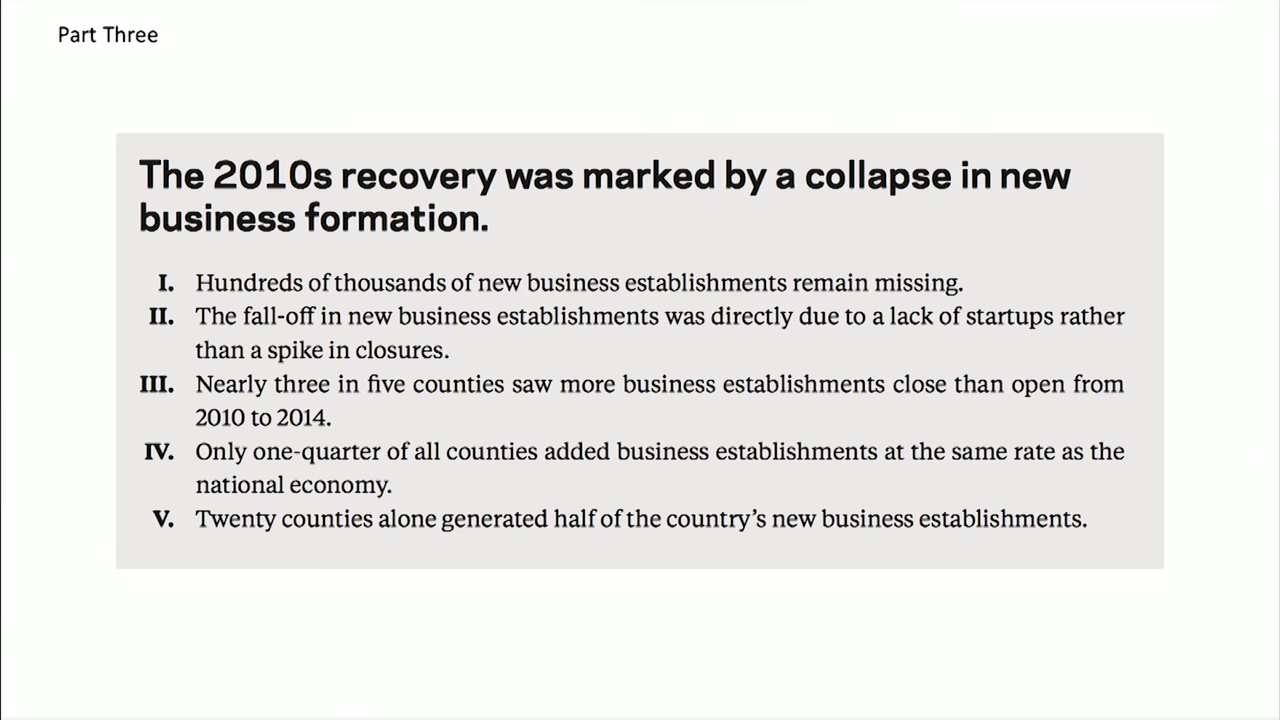 Part Three
The 2010s recovery was marked by a collapse in new
business formation.
I. Hundreds of thousands of new business establishments remain missing.
II. The fall-off in new business establishments was directly due to a lack of startups rather
than a spike in closures.
III. Nearly three in five counties saw more business establishments close than open from
2010 to 2014.
IV. Only one-quarter of all counties added business establishments at the same rate as the
national economy.
V. Twenty counties alone generated half of the country’s new business establishments.